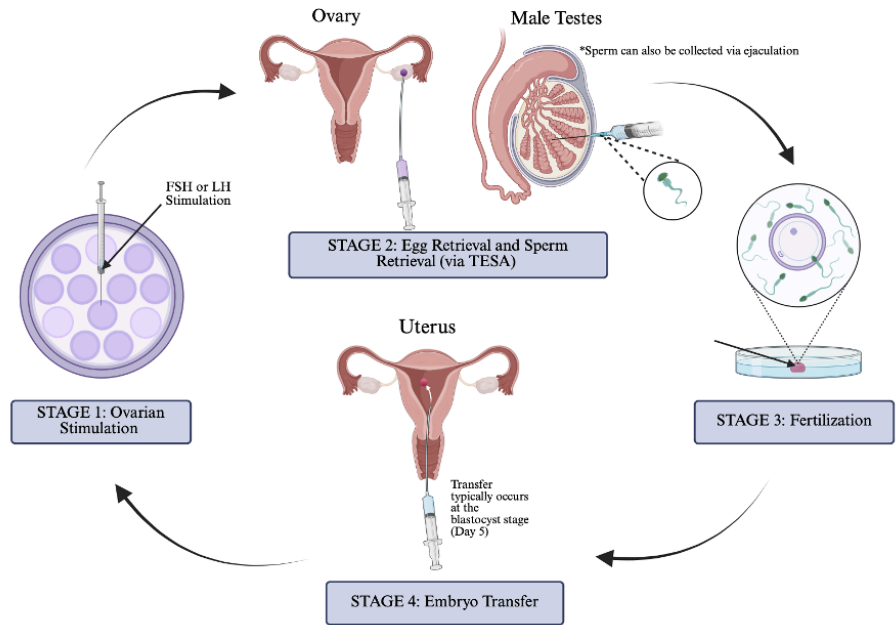 Ovary
Male Testes
*Sperm can also be collected via ejaculation
FSH or LH
Stimulation
STAGE 2: Egg Retrieval and Sperm
Retrieval (via TESA)
Uterus
STAGE 1: Ovarian
Stimulation
STAGE 3: Fertilization
Transfer
typically occurs
at the
blastocyst stage
(Day 5)
STAGE 4: Embryo Transfer